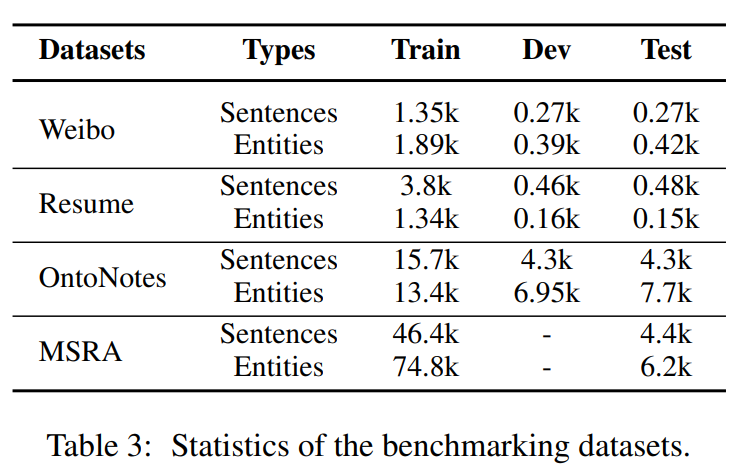 Datasets Types Train Dev Test
Weibo Sentences 1.35k 0.27k 0.27k
Entities 1.89k 0.39k 0.42k
Resume Sentences 3.8k 0.46k 0.48k
Entities 1.34k 0.16k 0.15k
OntoNotes Sentences 15.7k 4.3k 4.3k
Entities 13.4k 6.95k 7.7k
MSRA Sentences 46.4k - 4.4k
Entities 74.8k - 6.2k
Table 3: Statistics of the benchmarking datasets.